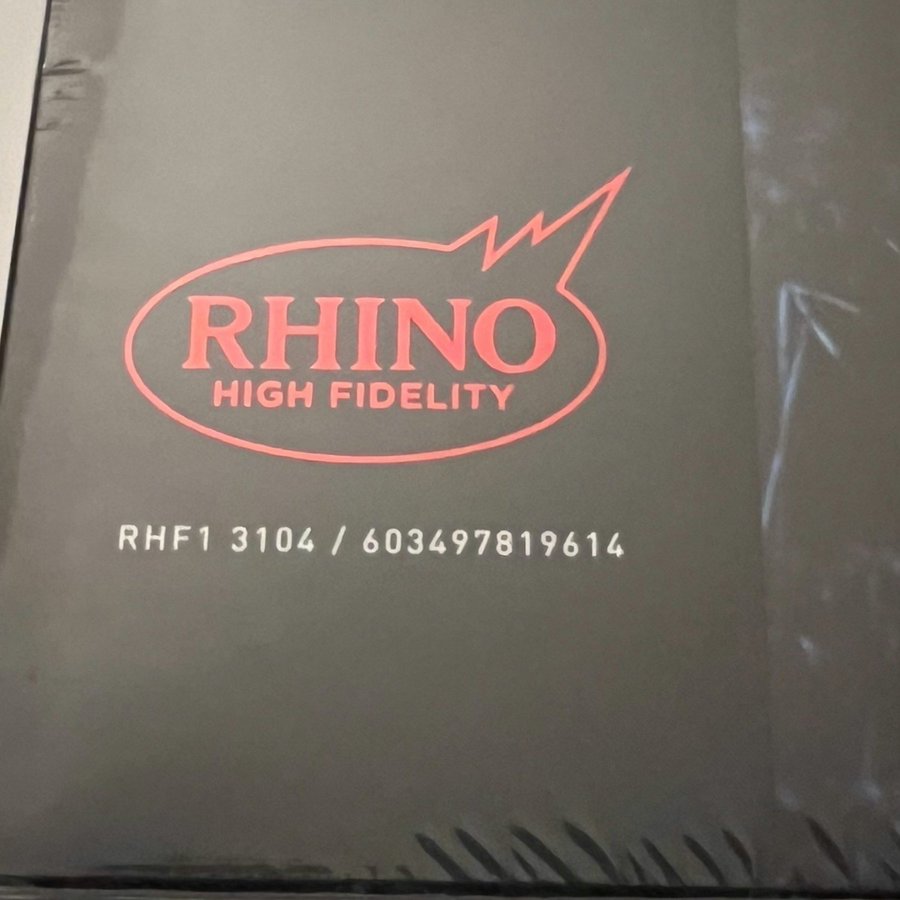 RHINO
HIGH FIDELITY
RHF1 3104 / 603497819614